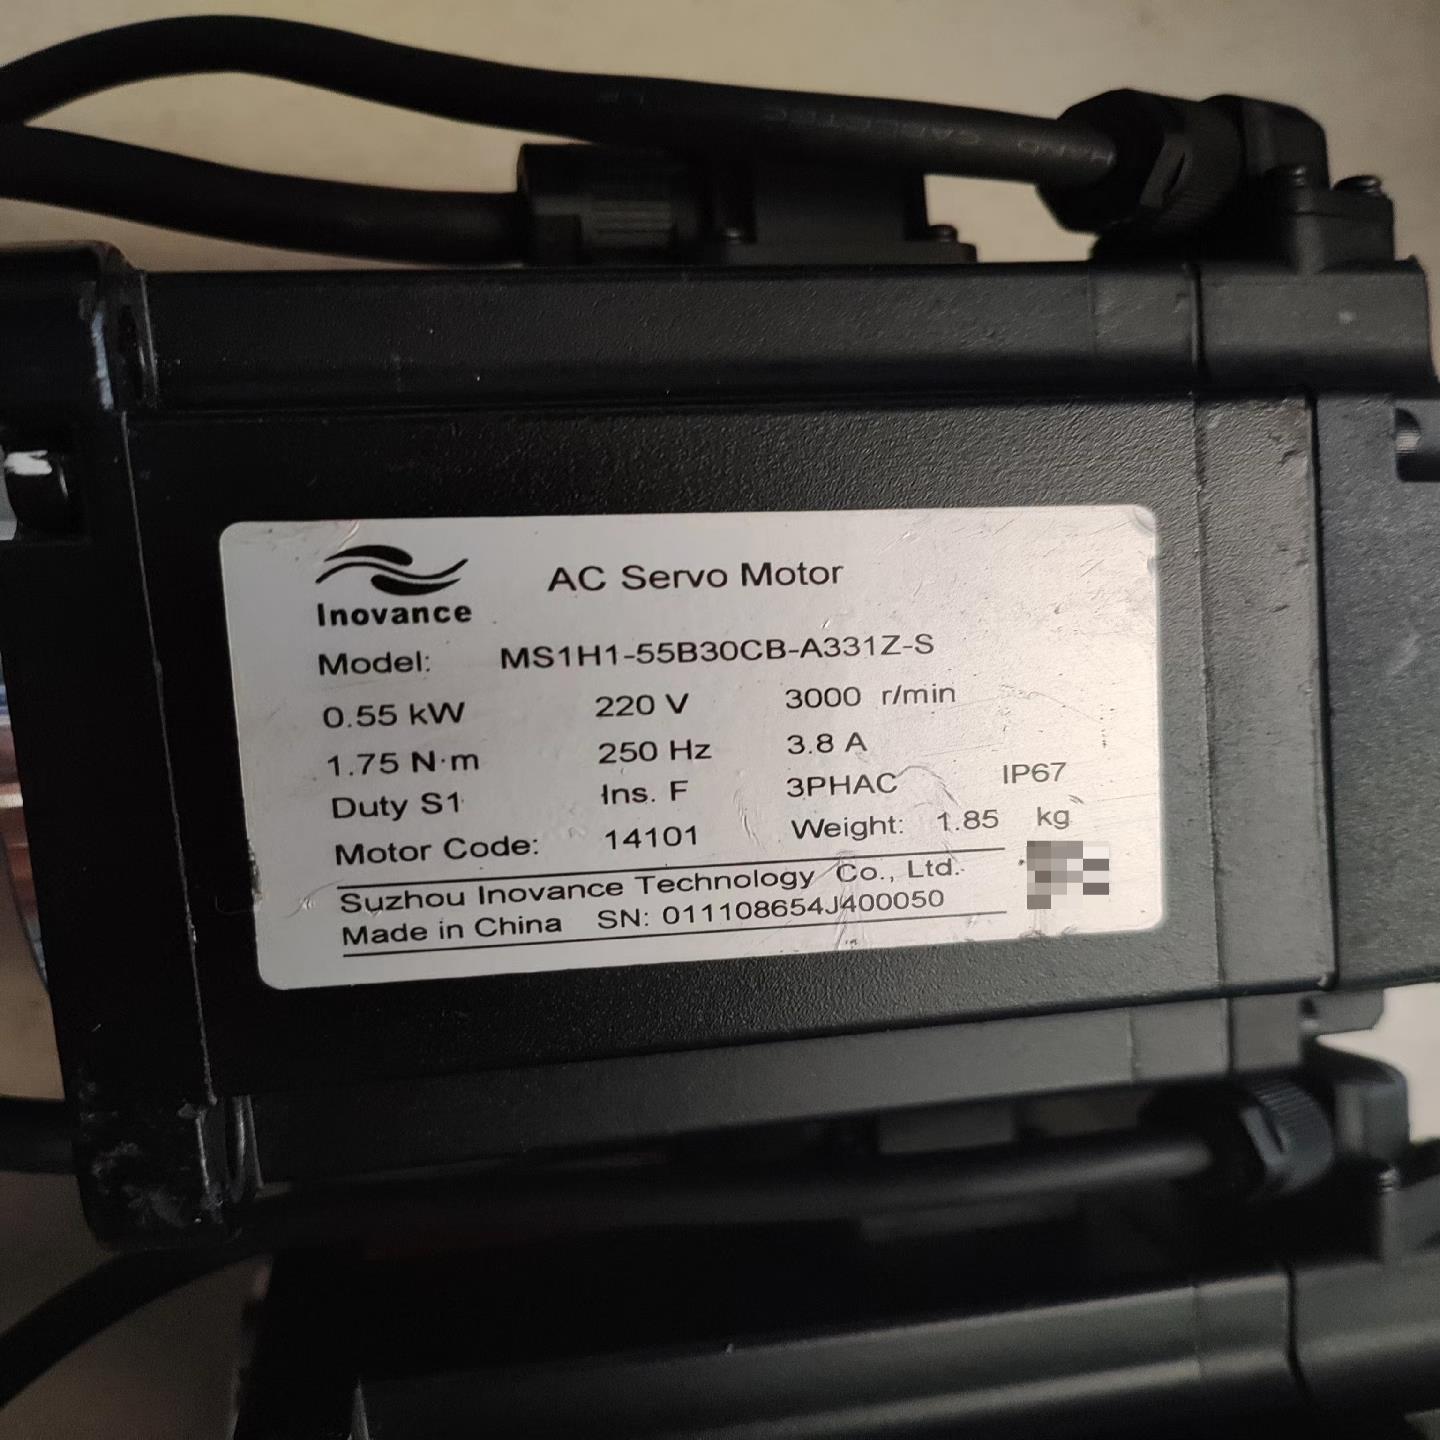 HNO CABLETEC
Inovance
AC Servo Motor
Model: MS1H1-55B30CB-A331Z-S
0.55 kW 220 V 3000 r/min
1.75 N·m 250 Hz 3.8 A
Duty S1 Ins. F 3PHAC IP67
Motor Code: 14101 Weight: 1.85 kg
Suzhou Inovance Technology Co., Ltd.
Made in China SN: 011108654J400050